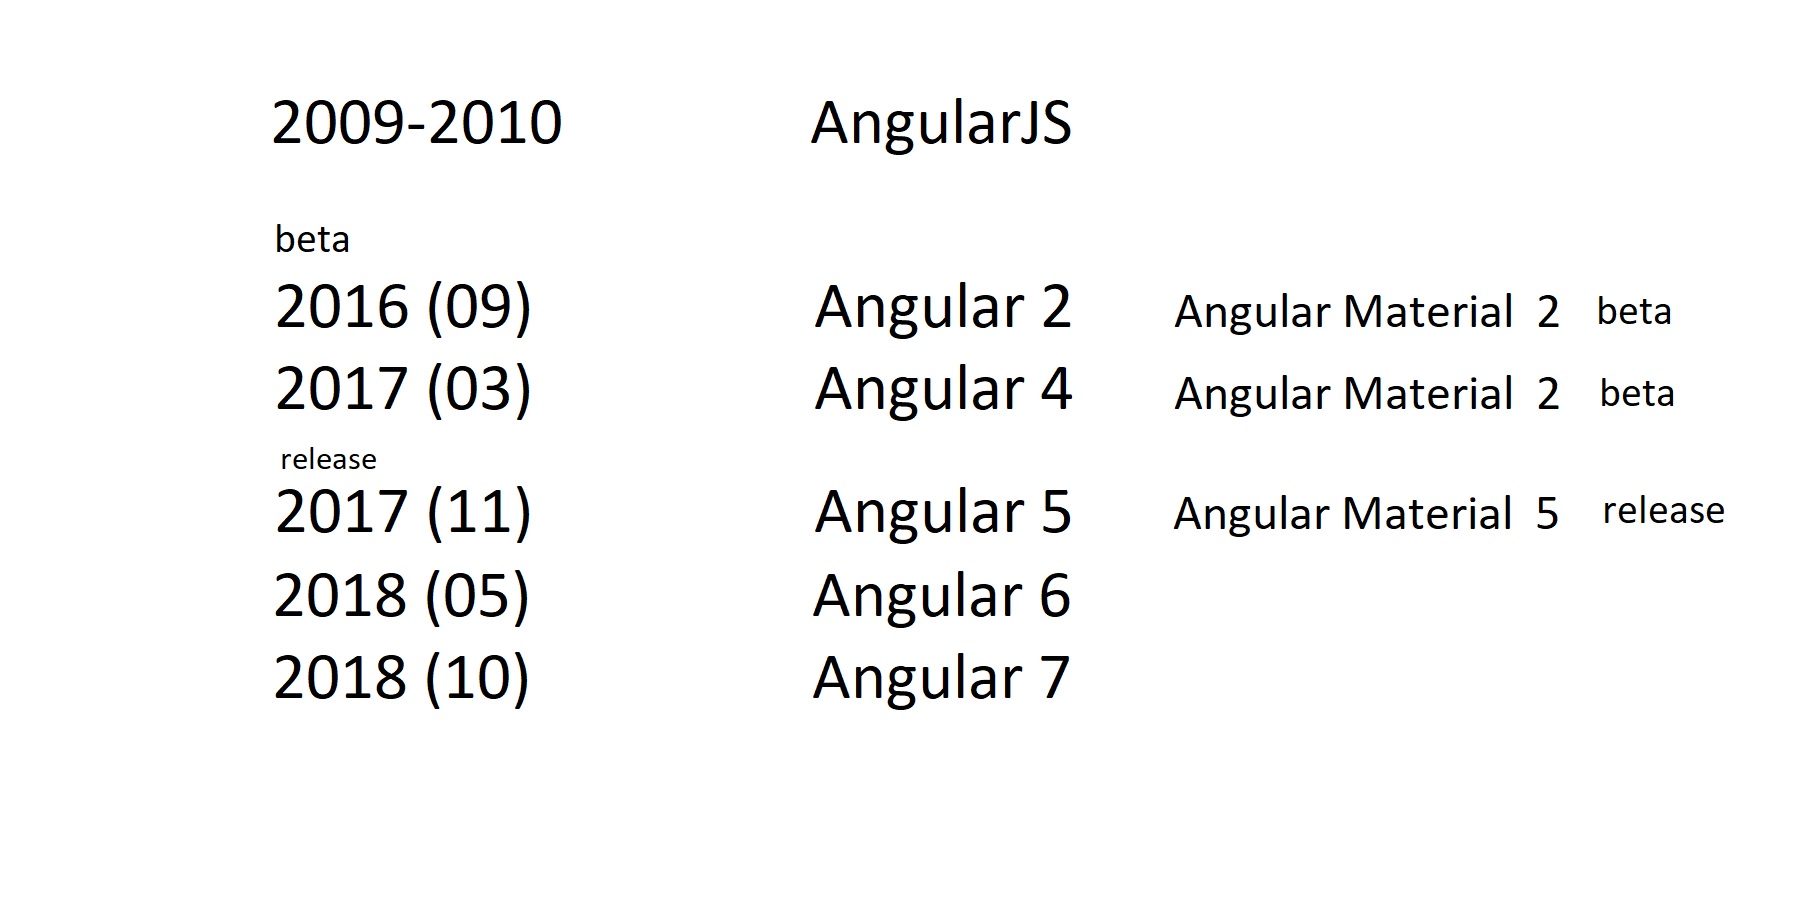 2009-2010 AngularJS
beta
2016 (09) Angular 2 Angular Material 2 beta
2017 (03) Angular 4 Angular Material 2 beta
release
2017 (11) Angular 5 Angular Material 5 release
2018 (05) Angular 6
2018 (10) Angular 7